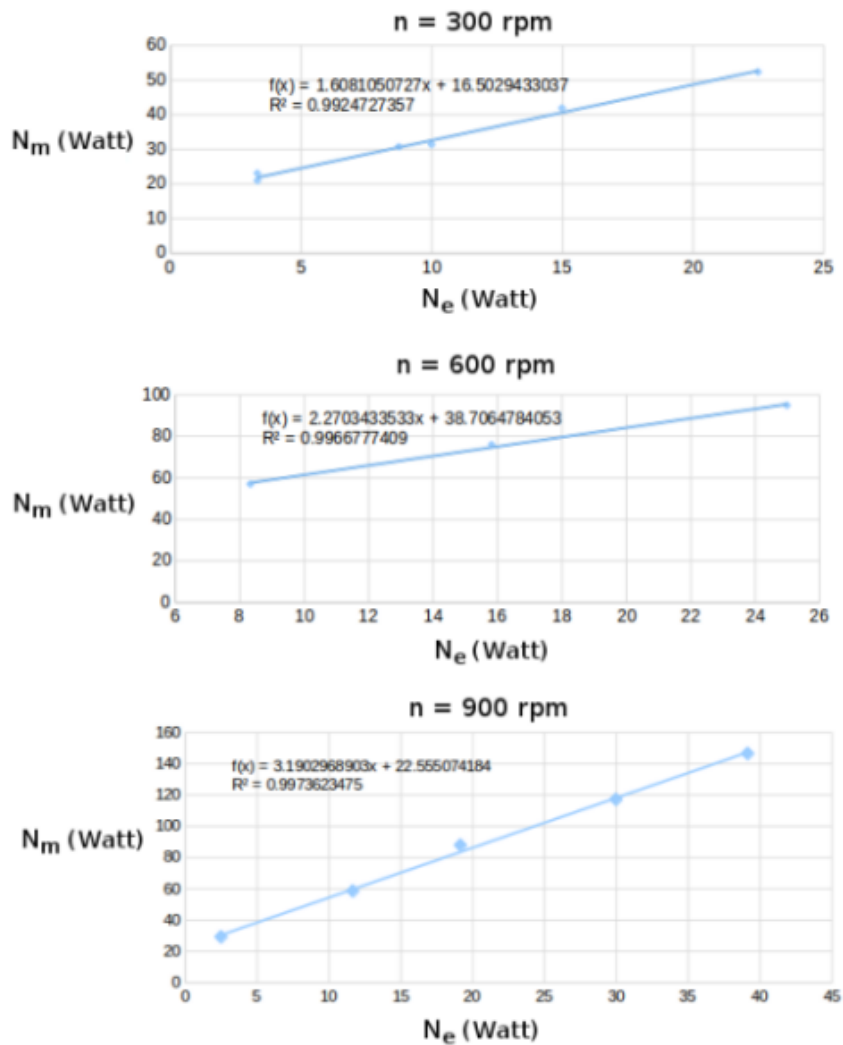 n = 300 rpm
60
50
40
30
20
10
0
f(x) = 1.6081050727x + 16.5029433037
R² = 0.9924727357
Nm (Watt)
0 5 10 15 20 25
Ne (Watt)
n = 600 rpm
100
80
60
40
20
0
f(x) = 2.2703433533x + 38.7064784053
R² = 0.9966777409
Nm (Watt)
6 8 10 12 14 16 18 20 22 24 26
Ne (Watt)
n = 900 rpm
160
140
120
100
80
60
40
20
0
f(x) = 3.1902968903x + 22.555074184
R² = 0.9973623475
Nm (Watt)
0 5 10 15 20 25 30 35 40 45
Ne (Watt)